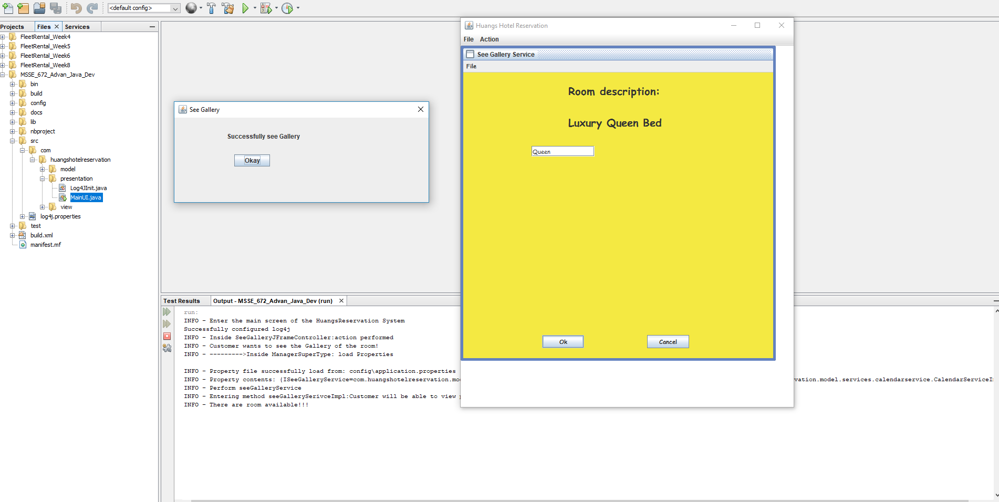 <default config>
Projects
Files
Services
FleetRental_Week4
FleetRental_Week5
FleetRental_Week6
FleetRental_Week8
MSSE_672_Advan_Java_Dev
bin
build
config
docs
lib
nbproject
src
com
huangshotelreservation
model
presentation
Log4JInit.java
MainUI.java
view
log4j.properties
test
build.xml
manifest.mf
See Gallery
Successfully see Gallery
Okay
Huangs Hotel Reservation
File Action
See Gallery Service
File
Room description:
Luxury Queen Bed
Queen
Ok
Cancel
Test Results
Output - MSSE_672_Advan_Java_Dev (run)
run:
INFO - Enter the main screen of the HuangsReservation System
Successfully configured log4j
INFO - Inside SeeGalleryJFrameController:action performed
INFO - Customer wants to see the Gallery of the room!
INFO - --------->Inside ManagerSuperType: load Properties
INFO - Property file successfully load from: config\application.properties
INFO - Property contents: {ISeeGalleryService=com.huangshotelreservation.mo
vation.model.services.calendarservice.CalendarServiceI
INFO - Perform seeGalleryService
INFO - Entering method seeGallerySerivceImpl:Customer will be able to view
INFO - There are room available!!!